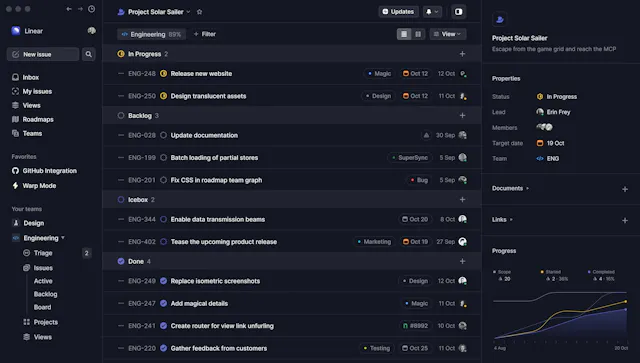 Linear
New issue
Inbox
My issues
Views
Roadmaps
Teams
Favorites
GitHub Integration
Warp Mode
Your teams
Design
Engineering
Triage 2
Issues
Active
Backlog
Board
Projects
Views
Project Solar Sailer
Updates
Engineering 89%
Filter
View
In Progress 2
ENG-248 Release new website Magic Oct 12 12 Oct
ENG-250 Design translucent assets Design Oct 12 11 Oct
Backlog 3
ENG-028 Update documentation 30 Sep
ENG-199 Batch loading of partial stores SuperSync 5 Sep
ENG-201 Fix CSS in roadmap team graph Bug 5 Sep
Icebox 2
ENG-344 Enable data transmission beams Oct 20 8 Oct
ENG-402 Tease the upcoming product release Marketing Oct 19 27 Sep
Done 4
ENG-249 Replace isometric screenshots Design 12 Oct
ENG-247 Add magical details Magic 11 Oct
ENG-241 Create router for view link unfurling #8992 10 Oct
ENG-220 Gather feedback from customers Testing Oct 25 11 Oct
Project Solar Sailer
Escape from the game grid and reach the MCP
Properties
Status In Progress
Lead Erin Frey
Members
Target date 19 Oct
Team ENG
Documents
Links
Progress
Scope
20
Started
2 · 36%
Completed
4 · 16%
4 Aug
20 Oct